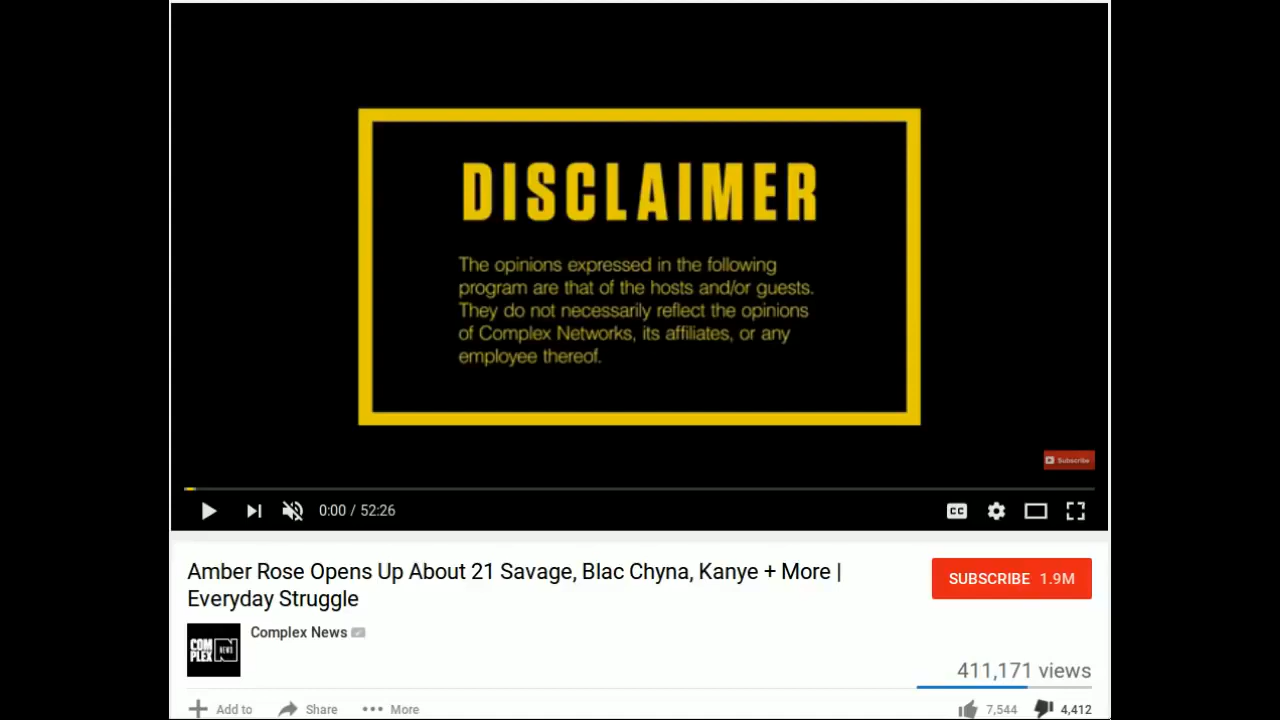 DISCLAIMER
The opinions expressed in the following
program are that of the hosts and/or guests.
They do not necessarily reflect the opinions
of Complex Networks, its affiliates, or any
employee thereof.
Subscribe
0:00 / 52:26
CC
Amber Rose Opens Up About 21 Savage, Blac Chyna, Kanye + More |
Everyday Struggle
SUBSCRIBE 1.9M
COM
PLEX
NEWS
Complex News
411,171 views
Add to
Share
More
7,544
4,412